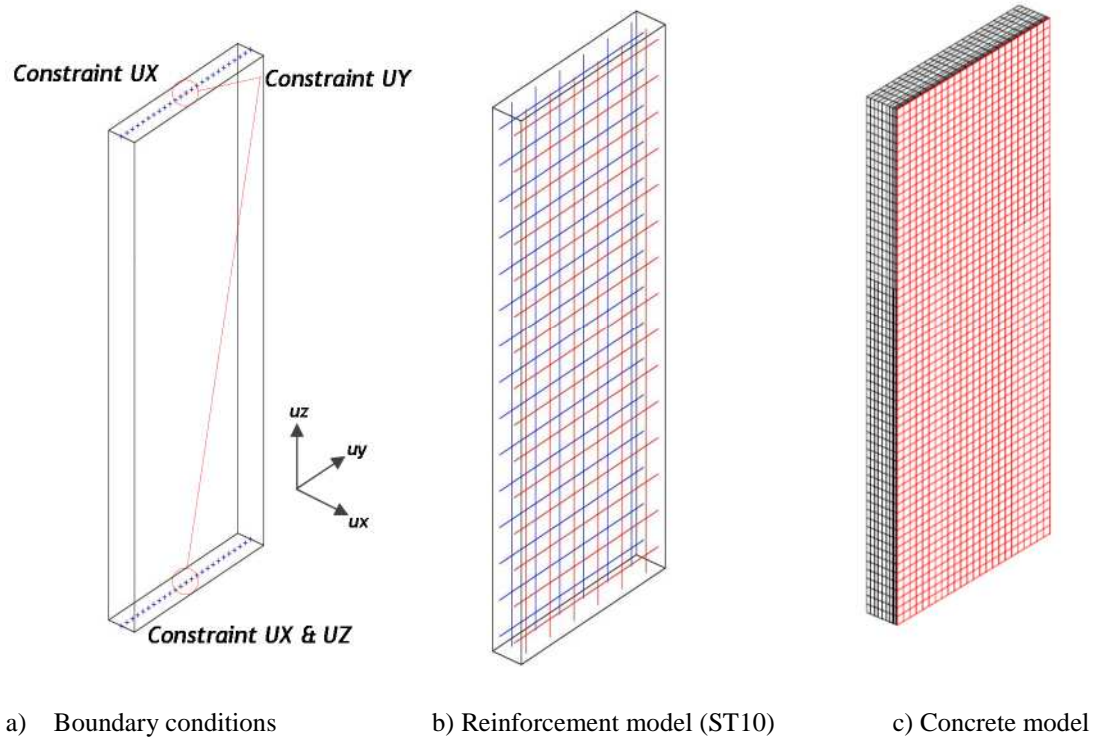 Constraint UX
Constraint UY
uz
uy
ux
Constraint UX & UZ
a) Boundary conditions
b) Reinforcement model (ST10)
c) Concrete model